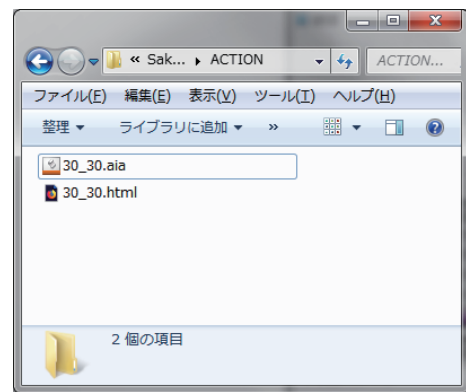 « Sak... ▸ ACTION
ACTION...
ファイル(F) 編集(E) 表示(V) ツール(T) ヘルプ(H)
整理 ▼ ライブラリに追加 ▼ »
30_30.aia
30_30.html
2 個の項目